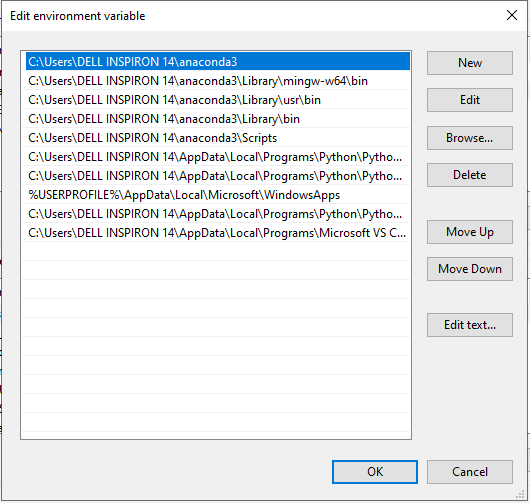 Edit environment variable
C:\Users\DELL INSPIRON 14\anaconda3
C:\Users\DELL INSPIRON 14\anaconda3\Library\mingw-w64\bin
C:\Users\DELL INSPIRON 14\anaconda3\Library\usr\bin
C:\Users\DELL INSPIRON 14\anaconda3\Library\bin
C:\Users\DELL INSPIRON 14\anaconda3\Scripts
C:\Users\DELL INSPIRON 14\AppData\Local\Programs\Python\Pytho...
C:\Users\DELL INSPIRON 14\AppData\Local\Programs\Python\Pytho...
%USERPROFILE%\AppData\Local\Microsoft\WindowsApps
C:\Users\DELL INSPIRON 14\AppData\Local\Programs\Python\Pytho...
C:\Users\DELL INSPIRON 14\AppData\Local\Programs\Microsoft VS C...
New
Edit
Browse...
Delete
Move Up
Move Down
Edit text...
OK
Cancel